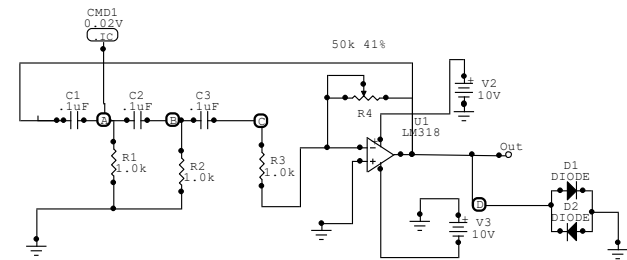 CMD1
0.02V
.IC
50k 41%
C1
.1uF
C2
.1uF
C3
.1uF
V2
10V
A
B
C
R4
U1
LM318
Out
R1
1.0k
R2
1.0k
R3
1.0k
D1
DIODE
D2
DIODE
D
V3
10V